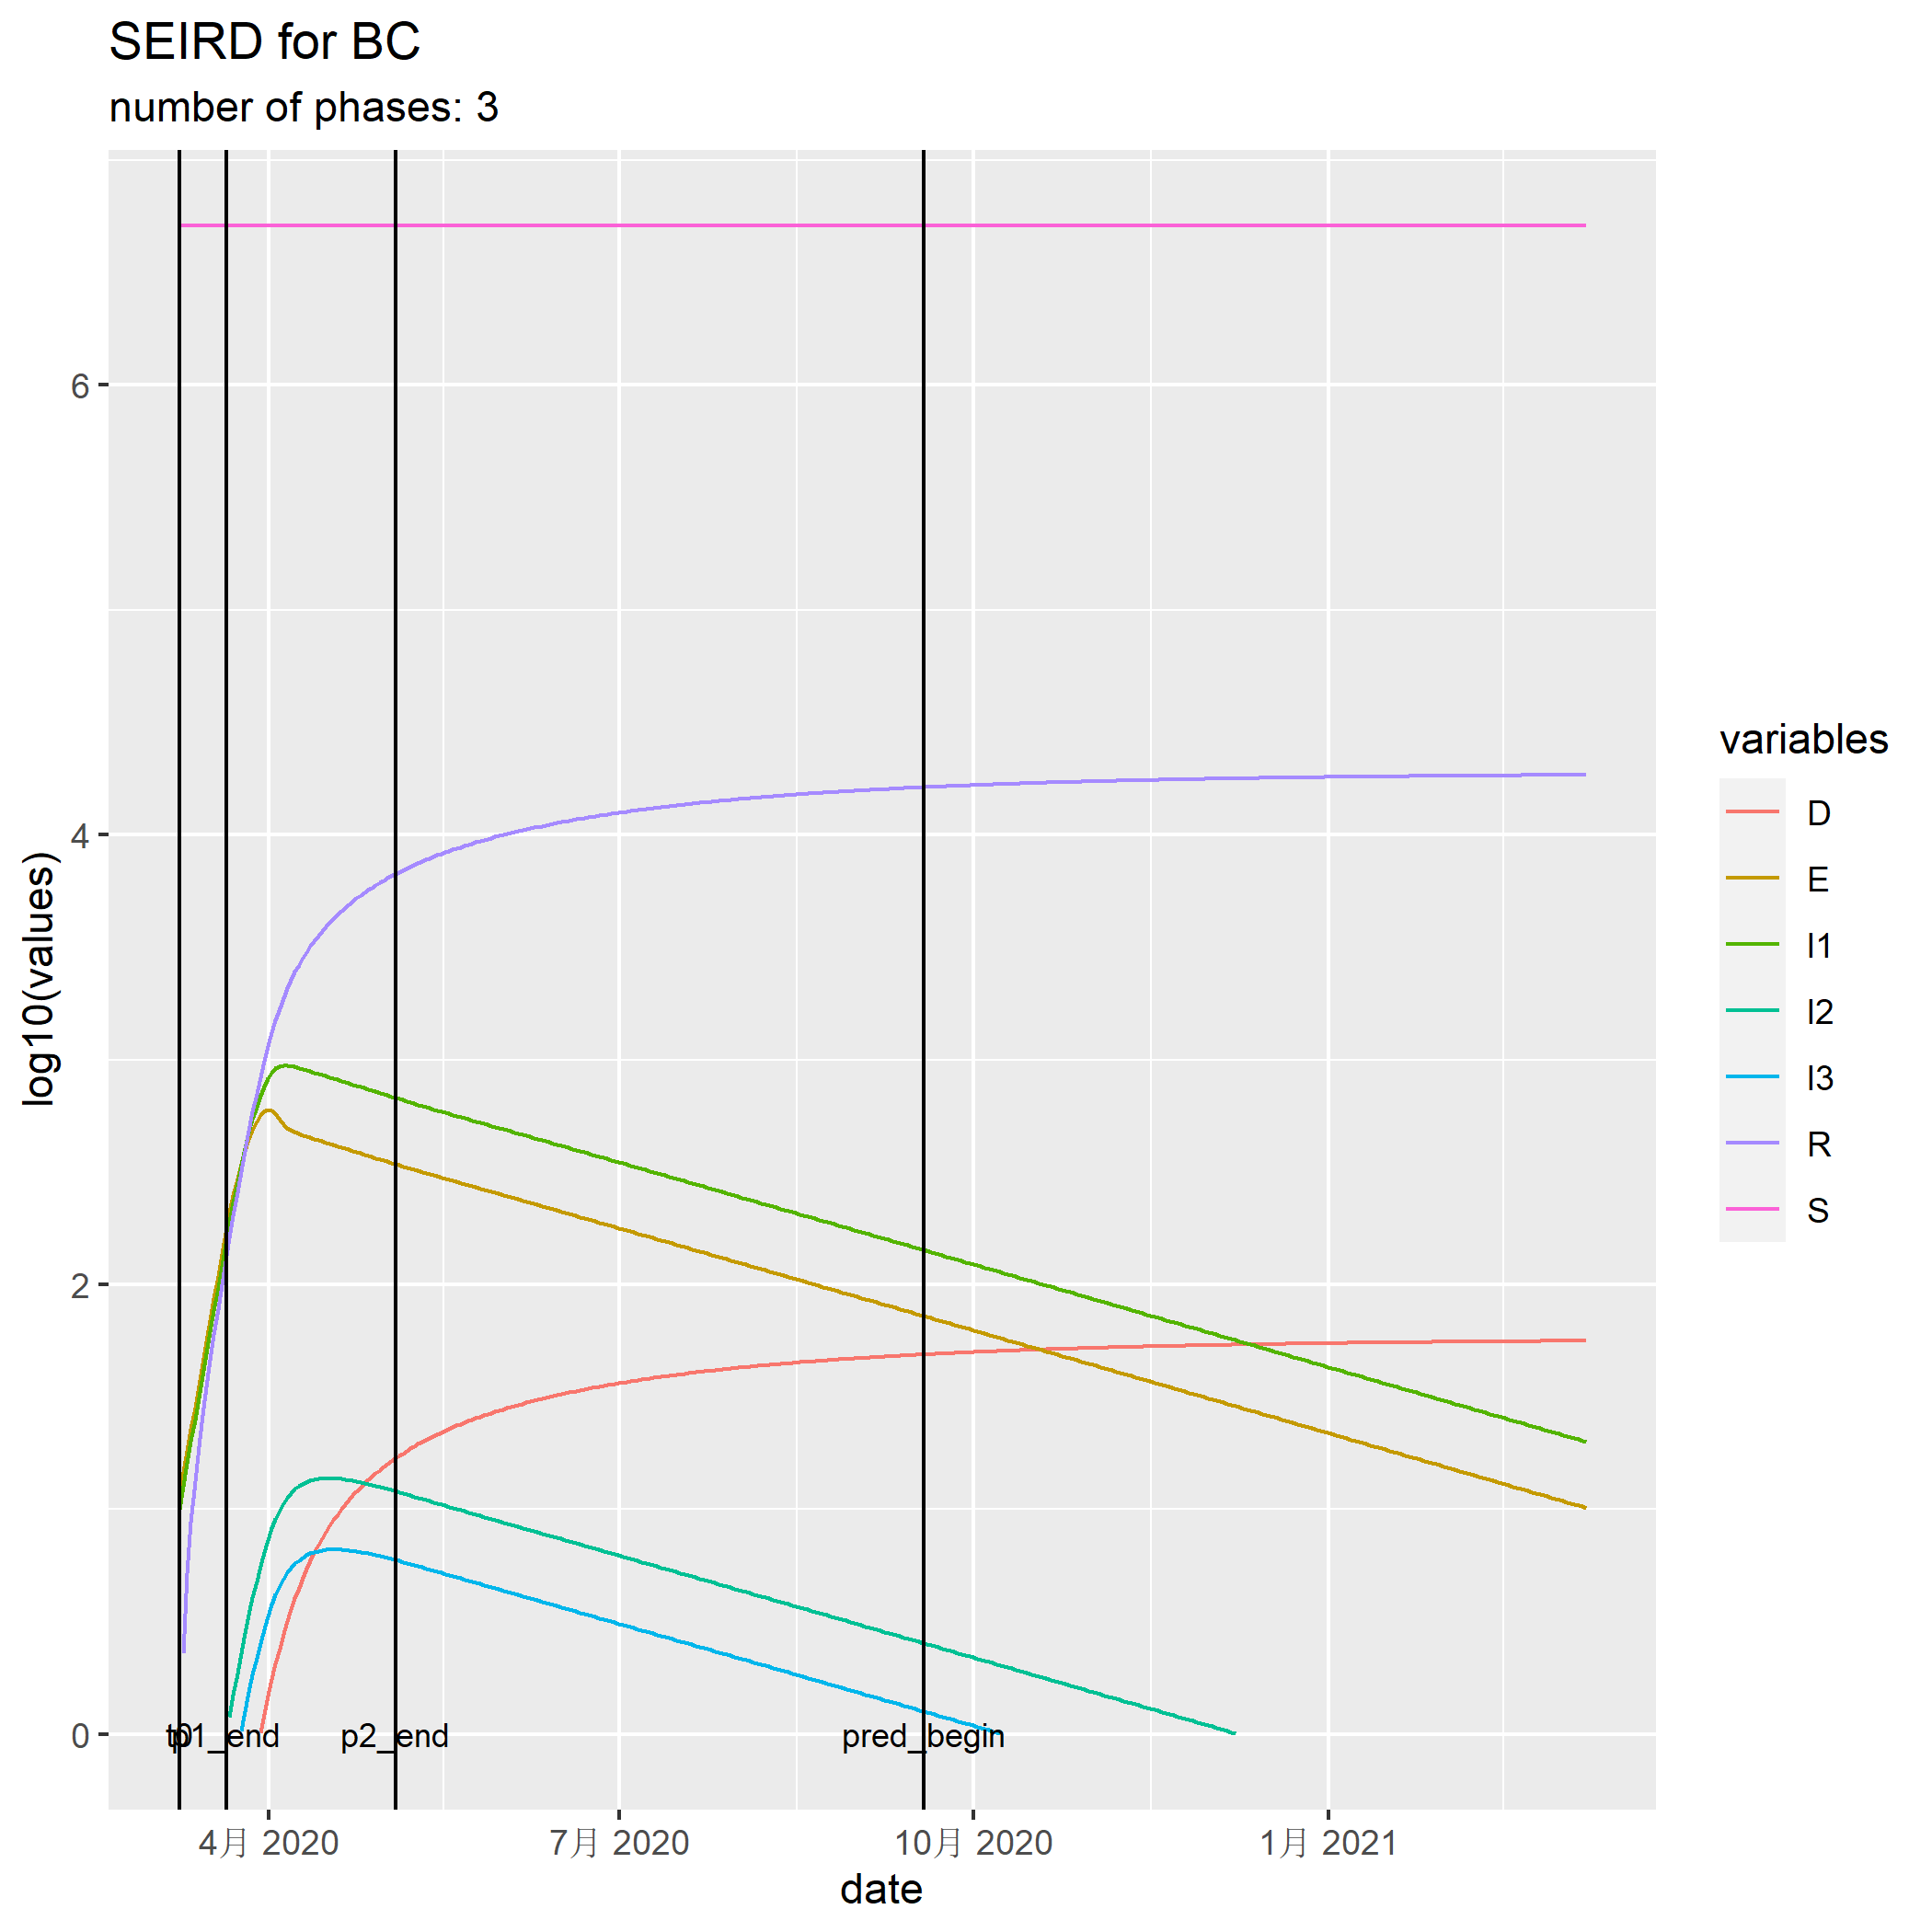 SEIRD for BC
number of phases: 3
log10(values)
6
4
2
0
t0
p1_end
p2_end
pred_begin
4月 2020
7月 2020
10月 2020
1月 2021
date
variables
D
E
I1
I2
I3
R
S